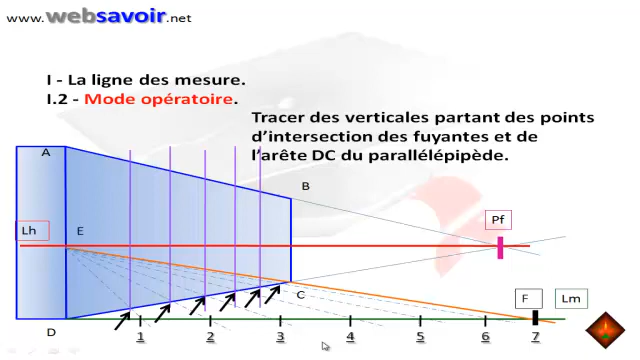 www.websavoir.net
I - La ligne des mesure.
I.2 - Mode opératoire.
Tracer des verticales partant des points
d'intersection des fuyantes et de
l'arête DC du parallélépipède.
A
B
Lh
E
Pf
C
F
Lm
D
1 2 3 4 5 6 7